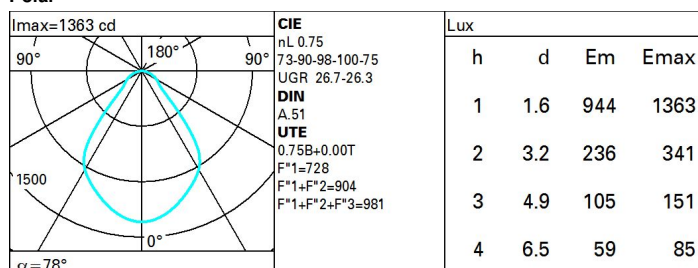 Imax=1363 cd
90°
180°
90°
1500
0°
α=78°
CIE
nL 0.75
73-90-98-100-75
UGR 26.7-26.3
DIN
A.51
UTE
0.75B+0.00T
F"1=728
F"1+F"2=904
F"1+F"2+F"3=981
Lux
h d Em Emax
1 1.6 944 1363
2 3.2 236 341
3 4.9 105 151
4 6.5 59 85